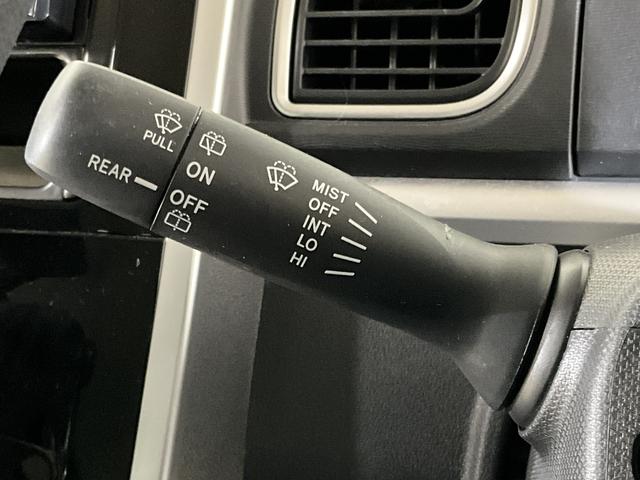 PULL
REAR
ON
OFF
MIST
OFF
INT
LO
HI